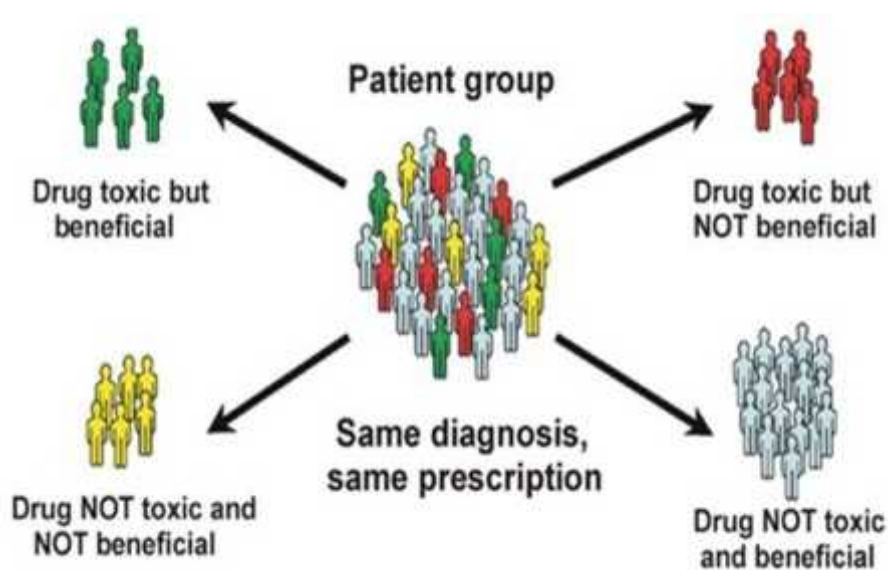 Patient group
Drug toxic but
beneficial
Drug toxic but
NOT beneficial
Same diagnosis,
same prescription
Drug NOT toxic and
NOT beneficial
Drug NOT toxic
and beneficial